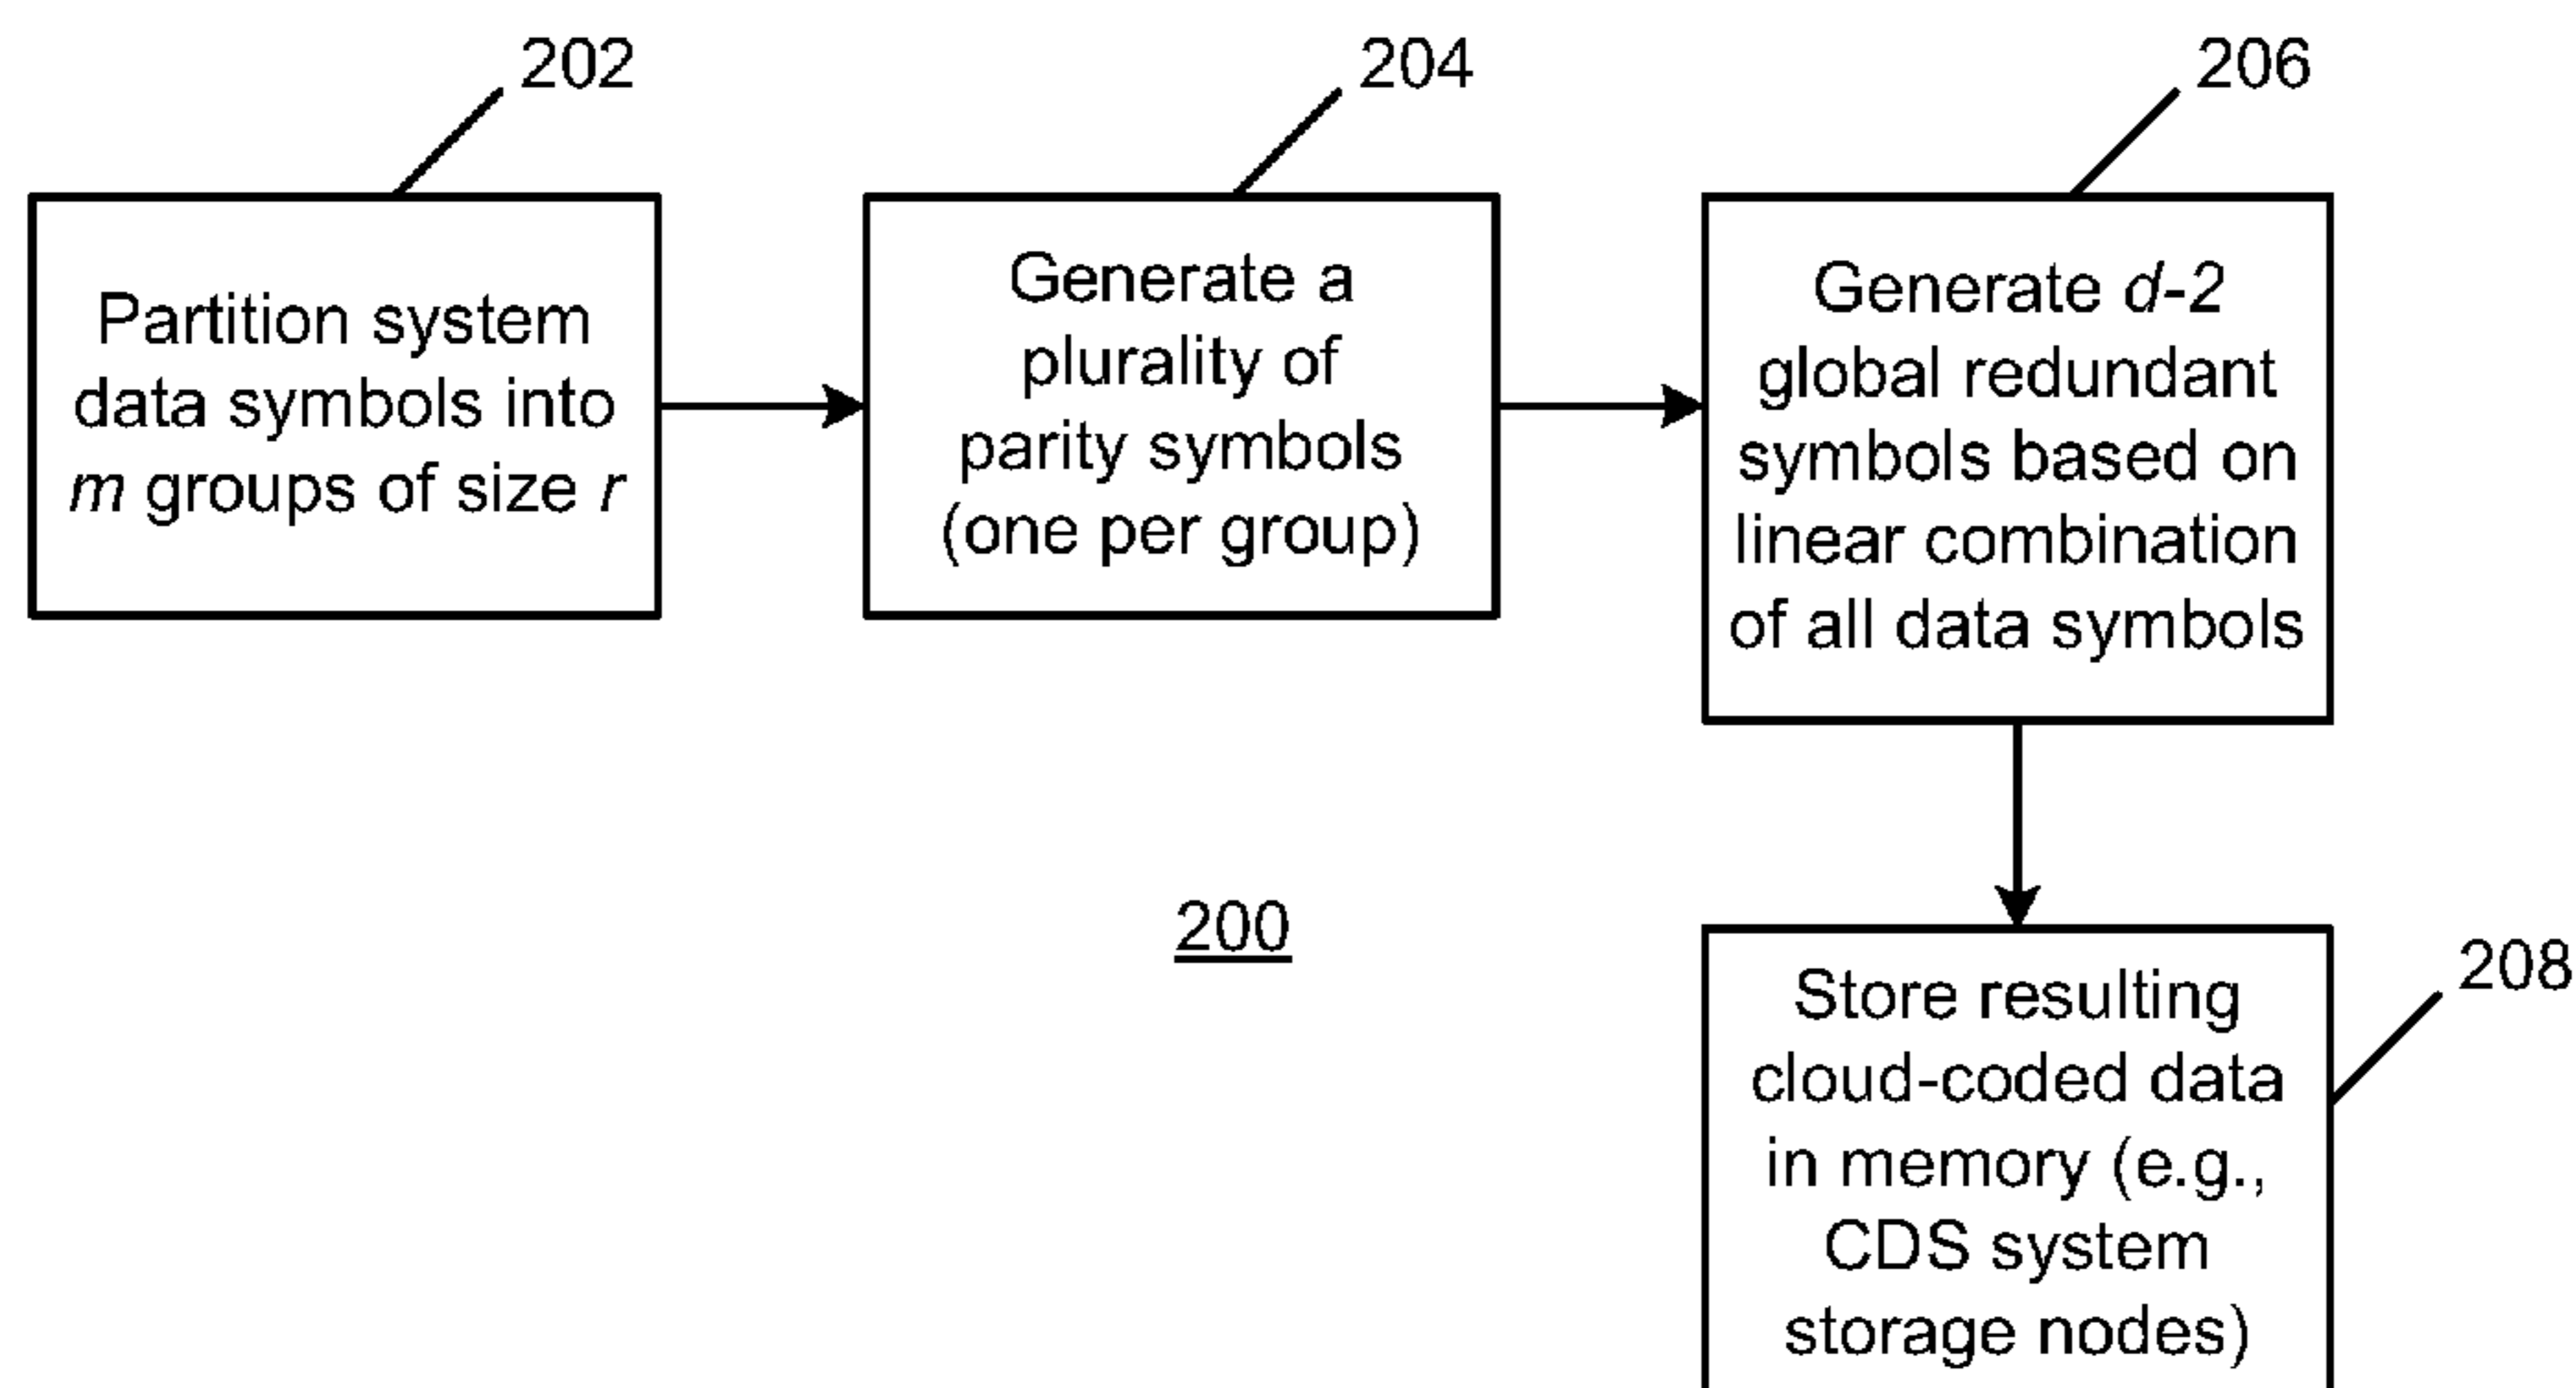 202
Partition system
data symbols into
m groups of size r
204
Generate a
plurality of
parity symbols
(one per group)
206
Generate d-2
global redundant
symbols based on
linear combination
of all data symbols
200
208
Store resulting
cloud-coded data
in memory (e.g.,
CDS system
storage nodes)